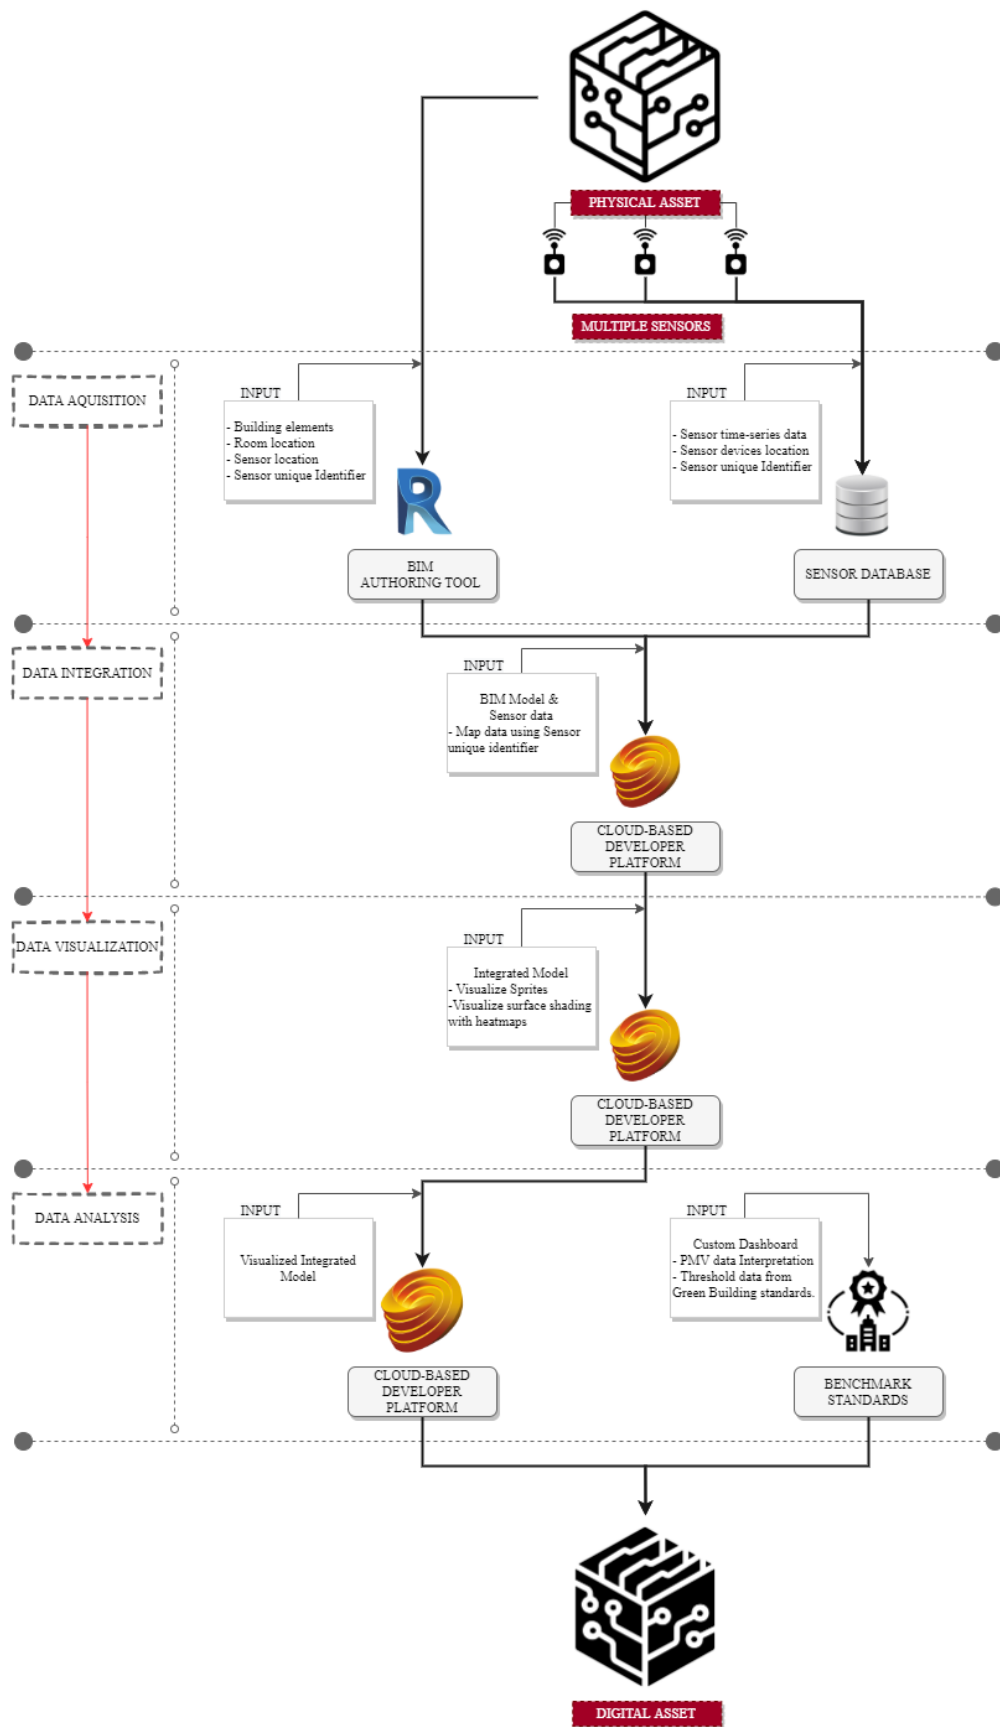 PHYSICAL ASSET
MULTIPLE SENSORS
DATA AQUISITION
INPUT
- Building elements
- Room location
- Sensor location
- Sensor unique Identifier
INPUT
- Sensor time-series data
- Sensor devices location
- Sensor unique Identifier
BIM
AUTHORING TOOL
SENSOR DATABASE
DATA INTEGRATION
INPUT
BIM Model &
Sensor data
- Map data using Sensor
unique identifier
CLOUD-BASED
DEVELOPER
PLATFORM
DATA VISUALIZATION
INPUT
Integrated Model
- Visualize Sprites
-Visualize surface shading
with heatmaps
CLOUD-BASED
DEVELOPER
PLATFORM
DATA ANALYSIS
INPUT
Visualized Integrated
Model
INPUT
Custom Dashboard
- PMV data Interpretation
- Threshold data from
Green Building standards.
CLOUD-BASED
DEVELOPER
PLATFORM
BENCHMARK
STANDARDS
DIGITAL ASSET